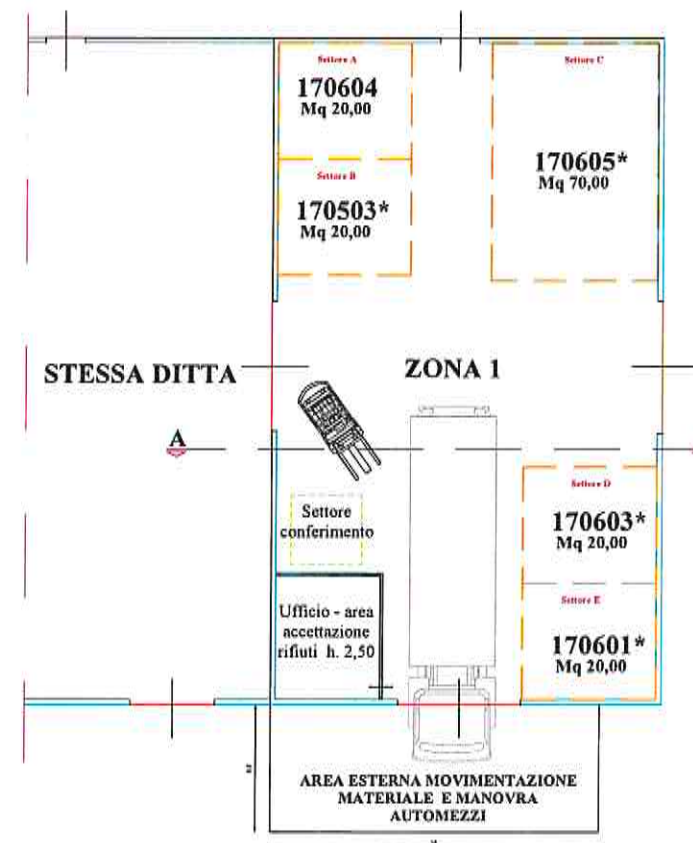 Settore A
170604
Mq 20,00
Settore B
170503*
Mq 20,00
Settore C
170605*
Mq 70,00
STESSA DITTA
ZONA 1
A
Settore
conferimento
Ufficio - area
accettazione
rifiuti h. 2,50
Settore D
170603*
Mq 20,00
Settore E
170601*
Mq 20,00
AREA ESTERNA MOVIMENTAZIONE
MATERIALE E MANOVRA
AUTOMEZZI